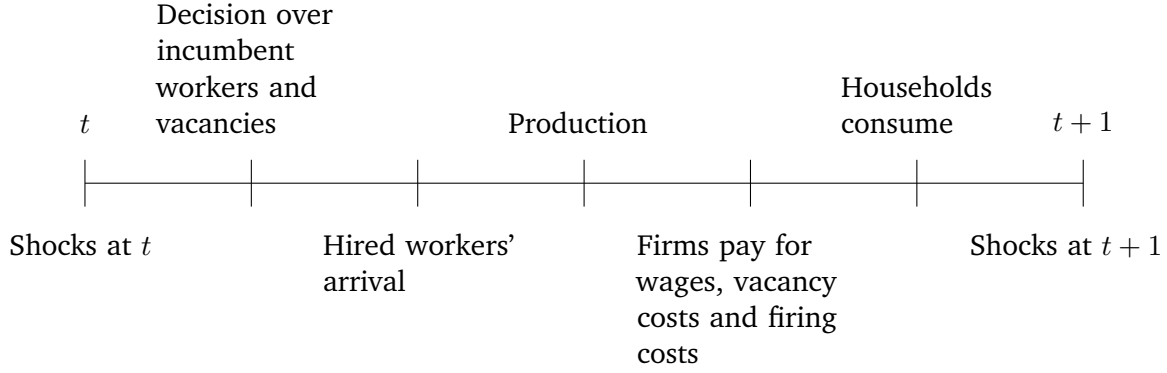 Decision over
incumbent
workers and
vacancies
Households
consume
t
Production
t + 1
Shocks at t
Hired workers’
arrival
Firms pay for
wages, vacancy
costs and firing
costs
Shocks at t + 1